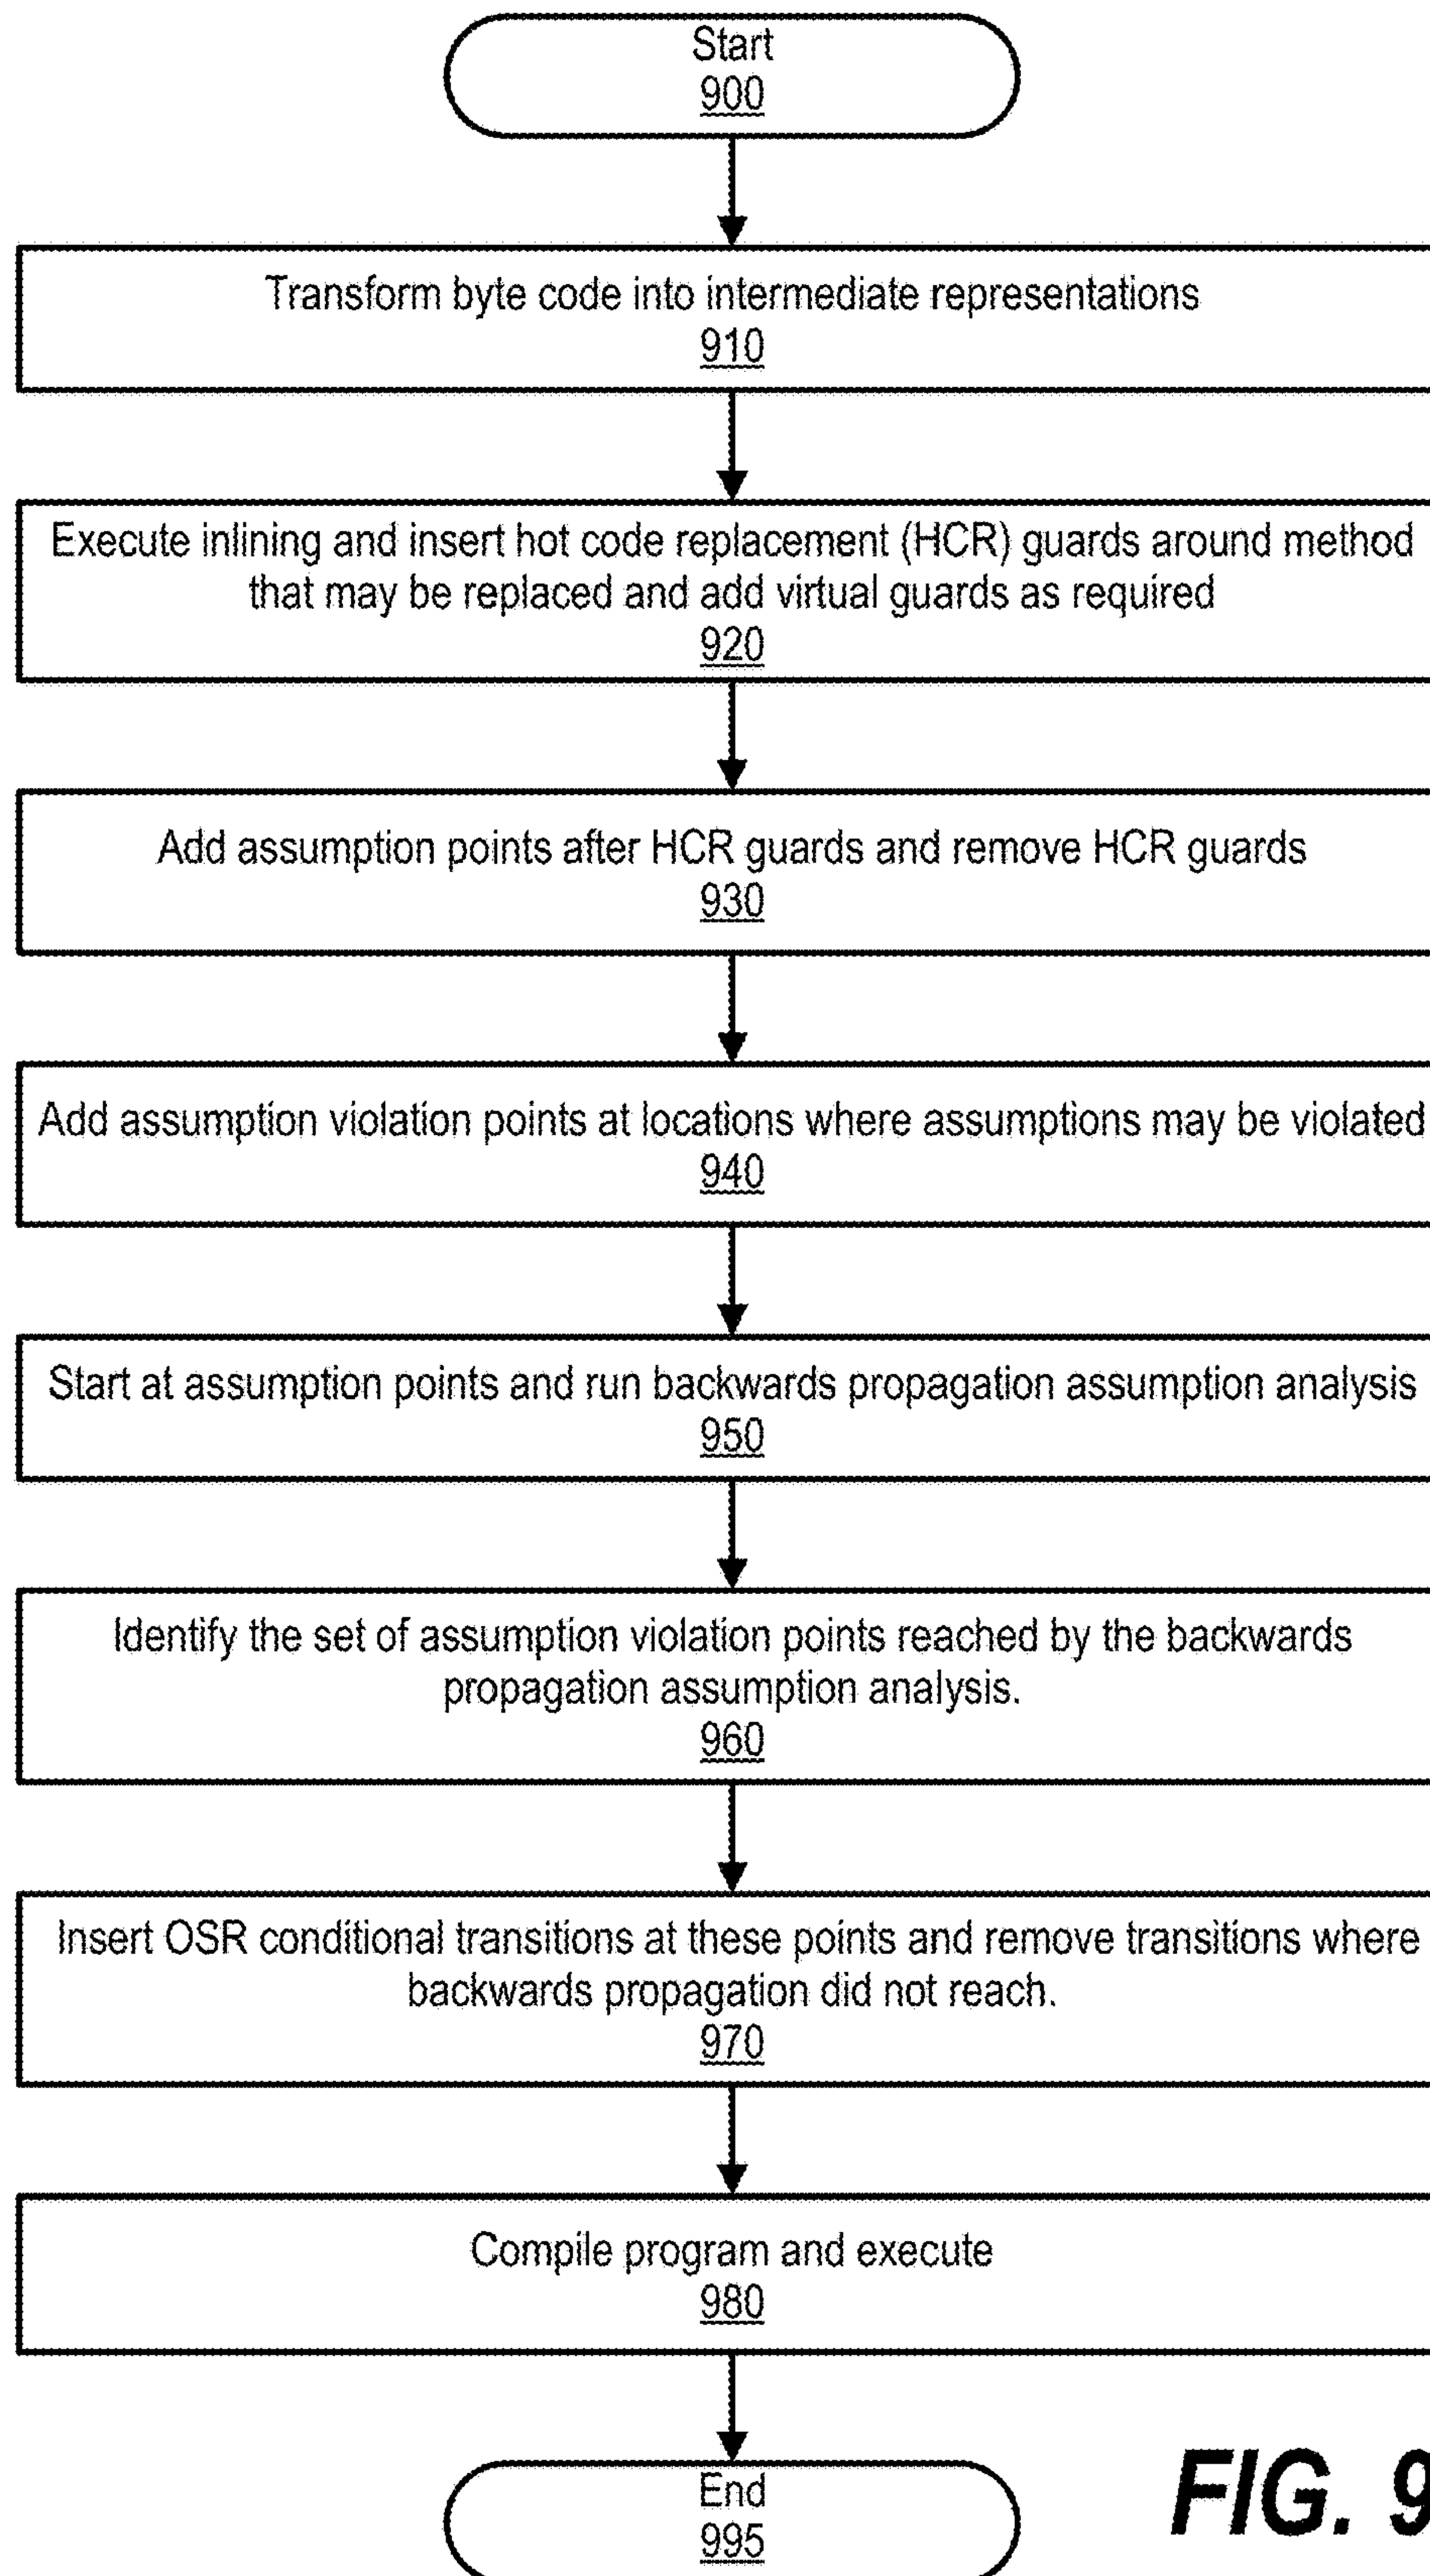 Start
900
Transform byte code into intermediate representations
910
Execute inlining and insert hot code replacement (HCR) guards around method
that may be replaced and add virtual guards as required
920
Add assumption points after HCR guards and remove HCR guards
930
Add assumption violation points at locations where assumptions may be violated
940
Start at assumption points and run backwards propagation assumption analysis
950
Identify the set of assumption violation points reached by the backwards
propagation assumption analysis.
960
Insert OSR conditional transitions at these points and remove transitions where
backwards propagation did not reach.
970
Compile program and execute
980
End
995
FIG. 9